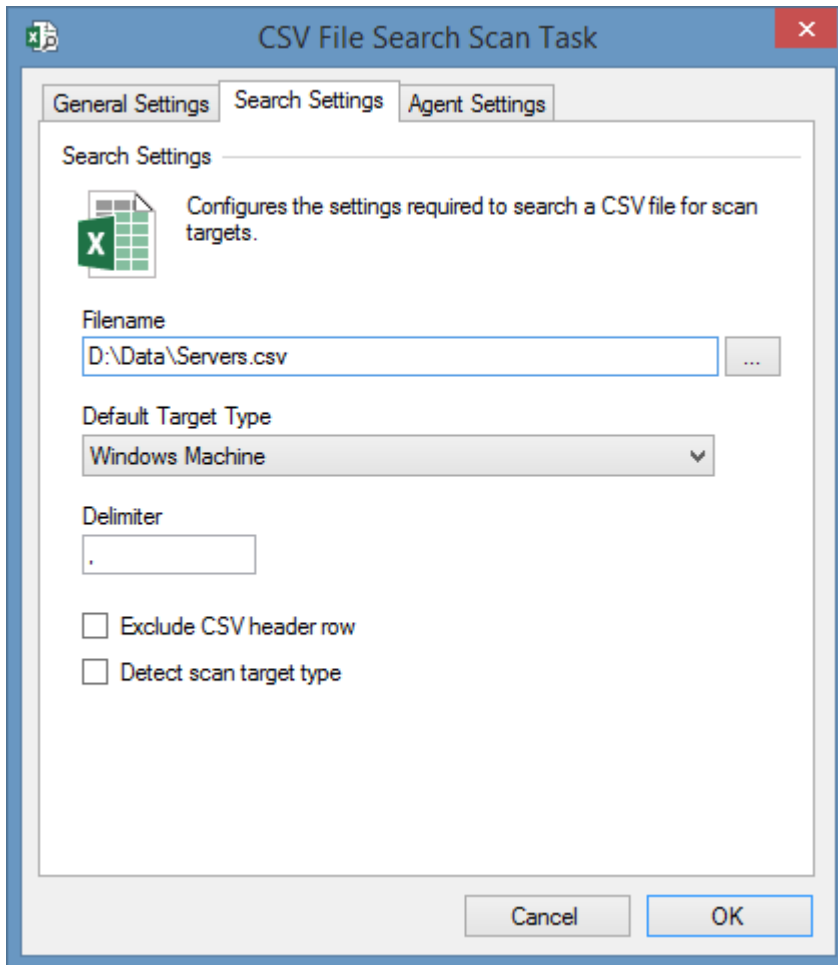 CSV File Search Scan Task
General Settings Search Settings Agent Settings
Search Settings
Configures the settings required to search a CSV file for scan
targets.
Filename
D:\Data\Servers.csv
...
Default Target Type
Windows Machine
Delimiter
,
Exclude CSV header row
Detect scan target type
Cancel OK